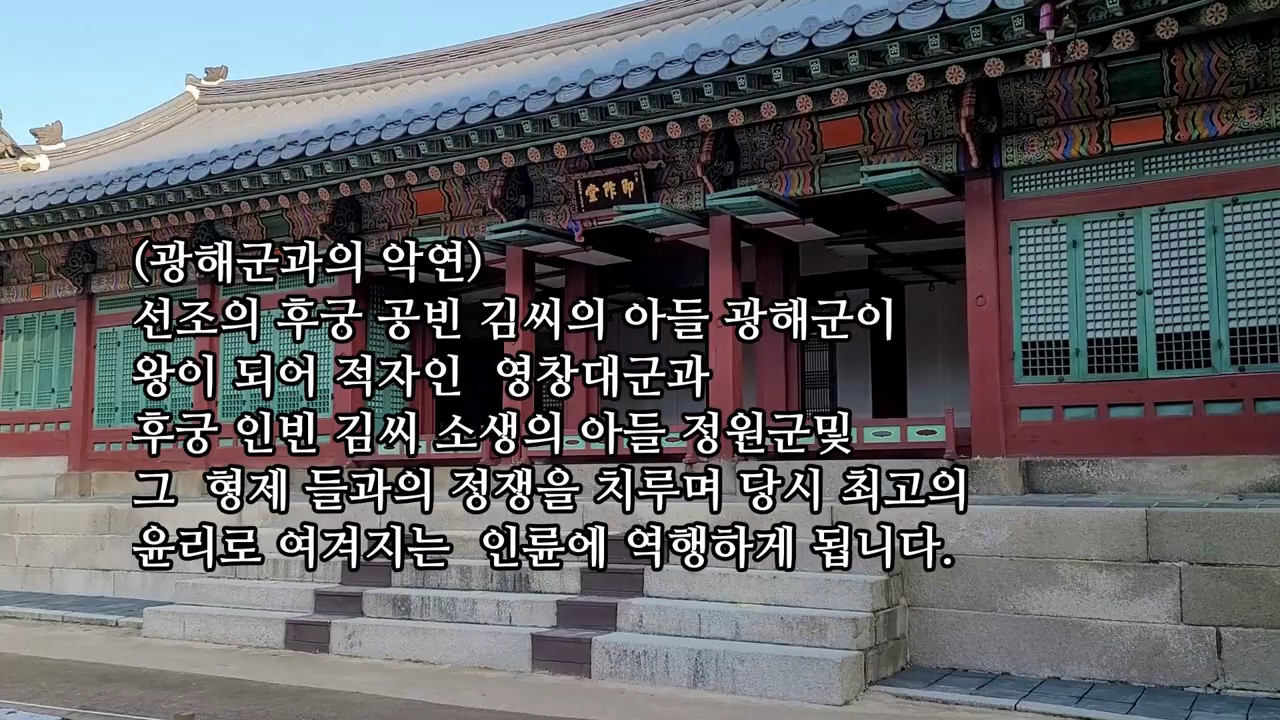 即阼堂
(광해군과의 악연)
선조의 후궁 공빈 김씨의 아들 광해군이
왕이 되어 적자인 영창대군과
후궁 인빈 김씨 소생의 아들 정원군및
그 형제 들과의 정쟁을 치루며 당시 최고의
윤리로 여겨지는 인륜에 역행하게 됩니다.